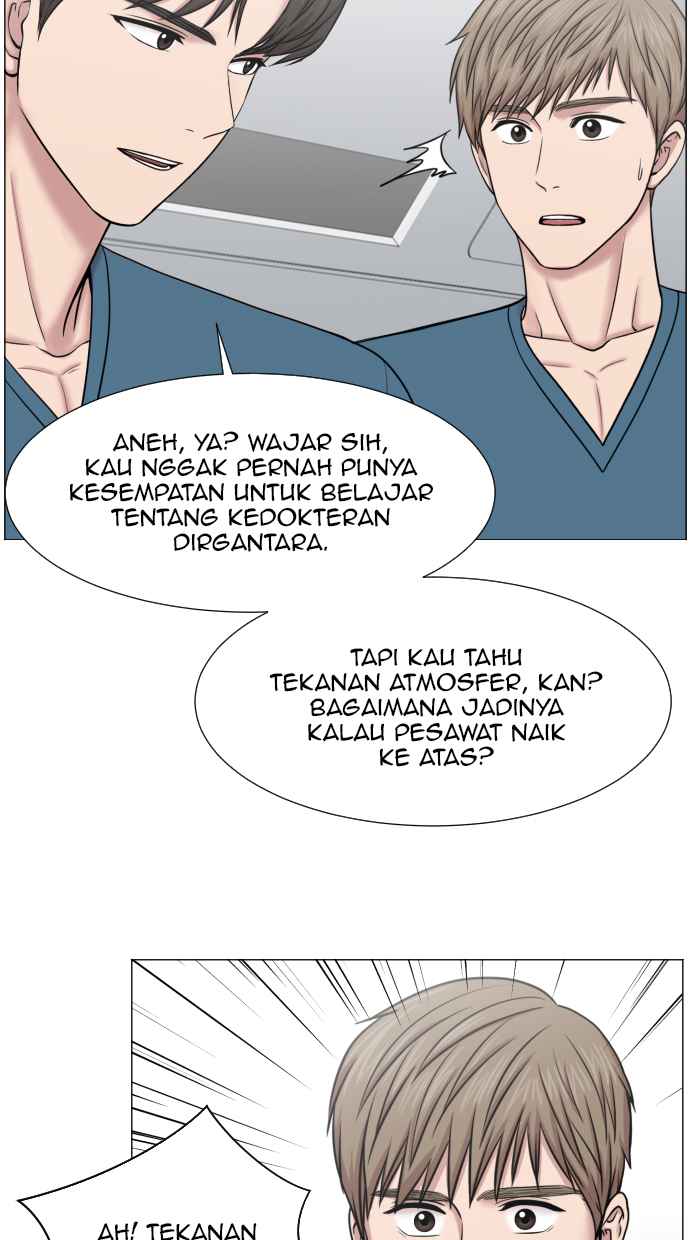 ANEH, YA? WAJAR SIH,
KAU NGGAK PERNAH PUNYA
KESEMPATAN UNTUK BELAJAR
TENTANG KEDOKTERAN
DIRGANTARA.
TAPI KAU TAHU
TEKANAN ATMOSFER, KAN?
BAGAIMANA JADINYA
KALAU PESAWAT NAIK
KE ATAS?
AH! TEKANAN